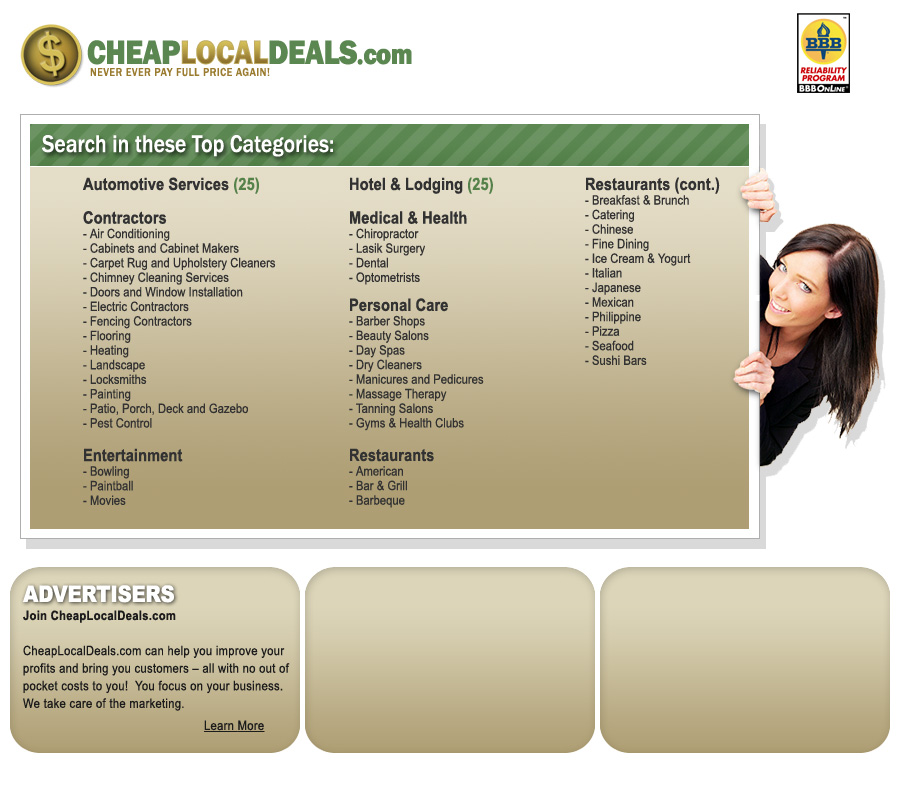 CHEAPLOCALDEALS.com
NEVER EVER PAY FULL PRICE AGAIN!
BBB
RELIABILITY
PROGRAM
BBBONLINE
Search in these Top Categories:
Automotive Services (25)
Contractors
- Air Conditioning
- Cabinets and Cabinet Makers
- Carpet Rug and Upholstery Cleaners
- Chimney Cleaning Services
- Doors and Window Installation
- Electric Contractors
- Fencing Contractors
- Flooring
- Heating
- Landscape
- Locksmiths
- Painting
- Patio, Porch, Deck and Gazebo
- Pest Control
Entertainment
- Bowling
- Paintball
- Movies
Hotel & Lodging (25)
Medical & Health
- Chiropractor
- Lasik Surgery
- Dental
- Optometrists
Personal Care
- Barber Shops
- Beauty Salons
- Day Spas
- Dry Cleaners
- Manicures and Pedicures
- Massage Therapy
- Tanning Salons
- Gyms & Health Clubs
Restaurants
- American
- Bar & Grill
- Barbeque
Restaurants (cont.)
- Breakfast & Brunch
- Catering
- Chinese
- Fine Dining
- Ice Cream & Yogurt
- Italian
- Japanese
- Mexican
- Philippine
- Pizza
- Seafood
- Sushi Bars
ADVERTISERS
Join CheapLocalDeals.com
CheapLocalDeals.com can help you improve your
profits and bring you customers – all with no out of
pocket costs to you!  You focus on your business.
We take care of the marketing.
Learn More